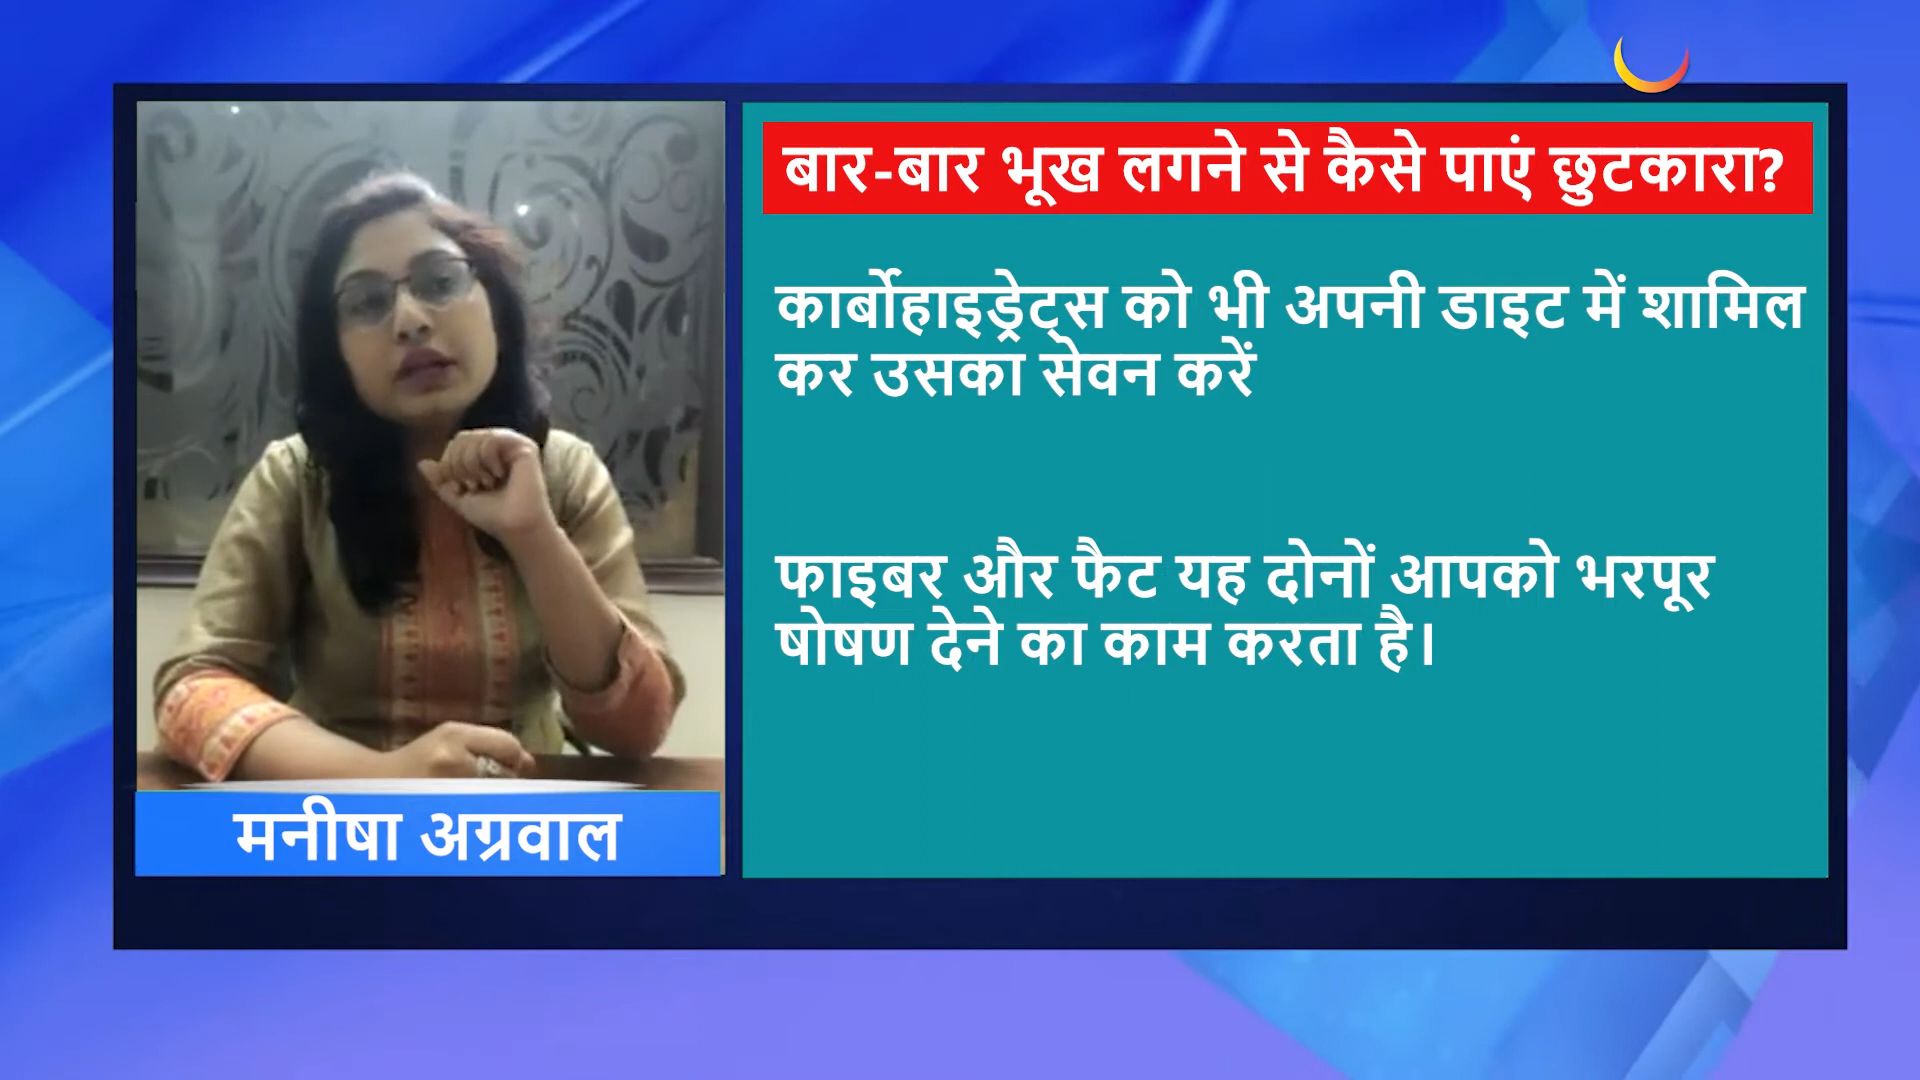 बार-बार भूख लगने से कैसे पाएं छुटकारा?
कार्बोहाइड्रेट्स को भी अपनी डाइट में शामिल
कर उसका सेवन करें
फाइबर और फैट यह दोनों आपको भरपूर
षोषण देने का काम करता है।
मनीषा अग्रवाल